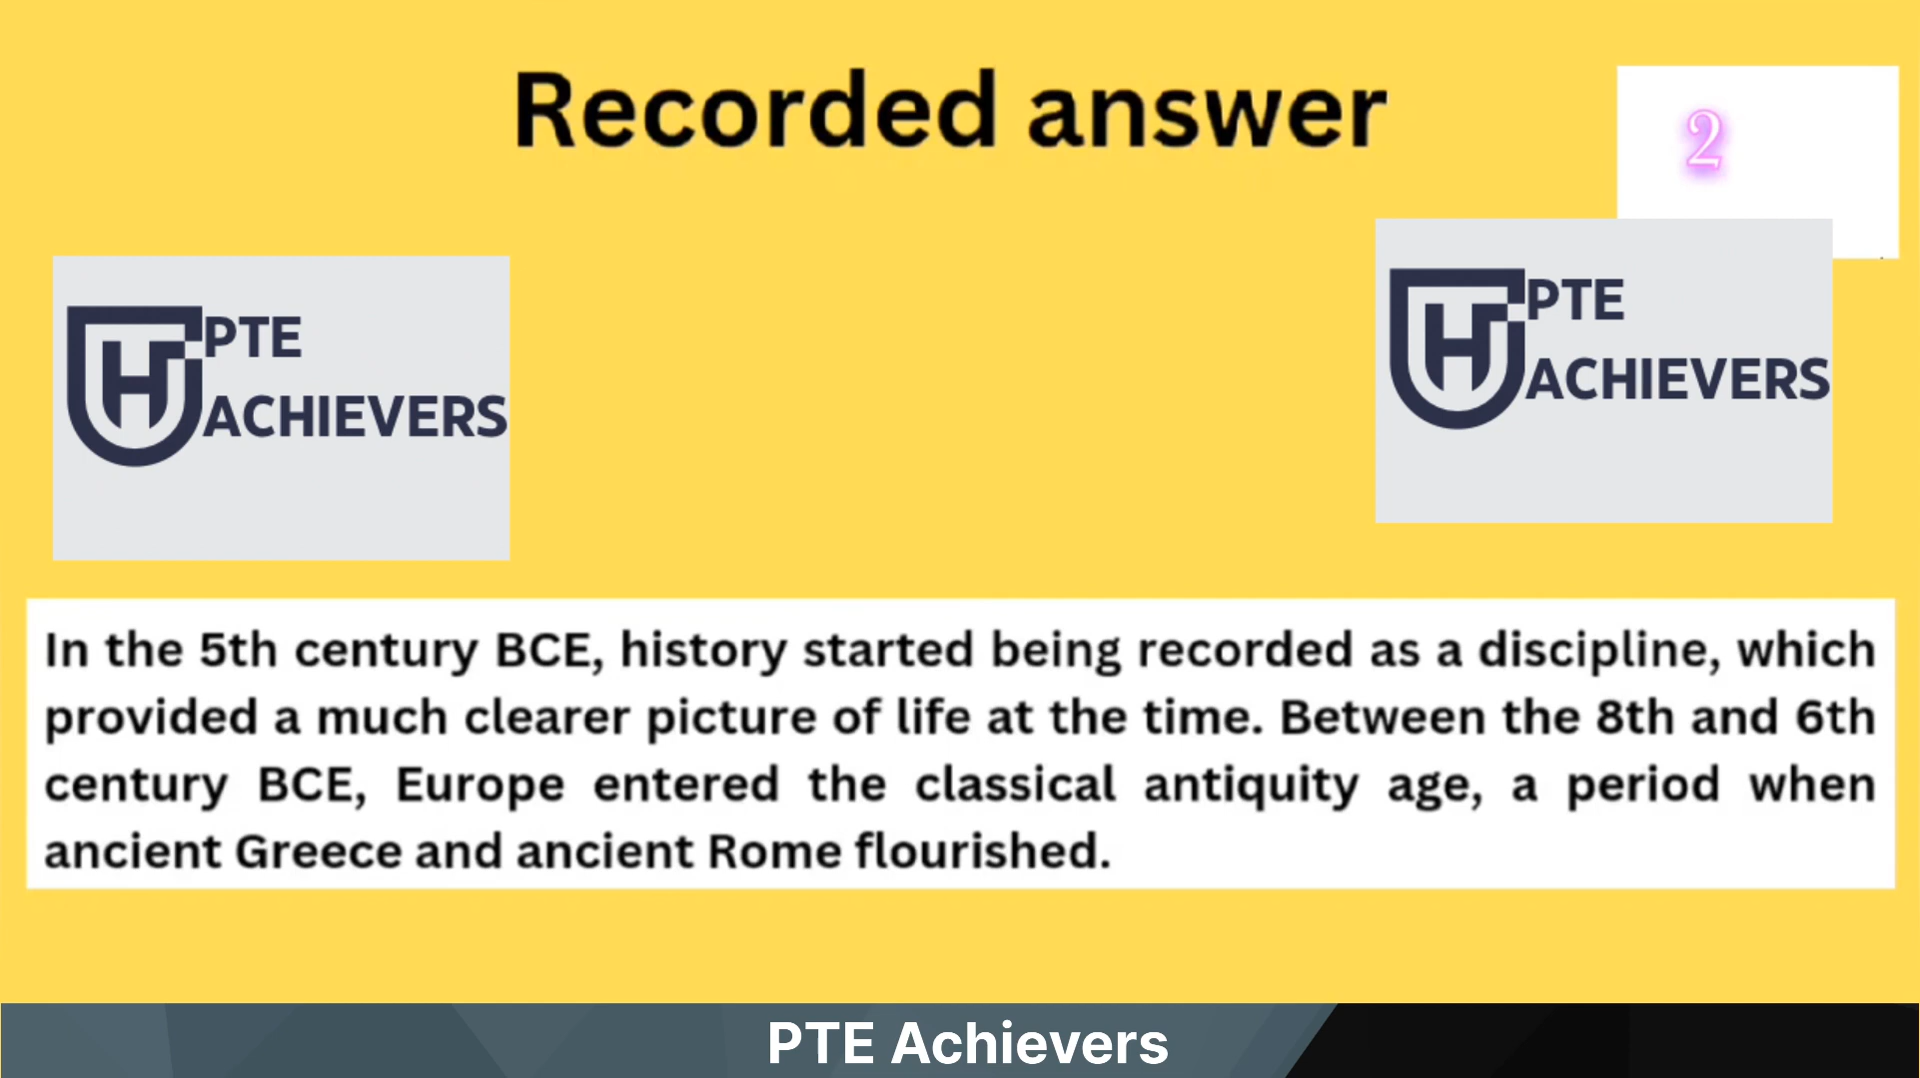 Recorded answer
2
PTE
ACHIEVERS
PTE
ACHIEVERS
In the 5th century BCE, history started being recorded as a discipline, which
provided a much clearer picture of life at the time. Between the 8th and 6th
century BCE, Europe entered the classical antiquity age, a period when
ancient Greece and ancient Rome flourished.
PTE Achievers